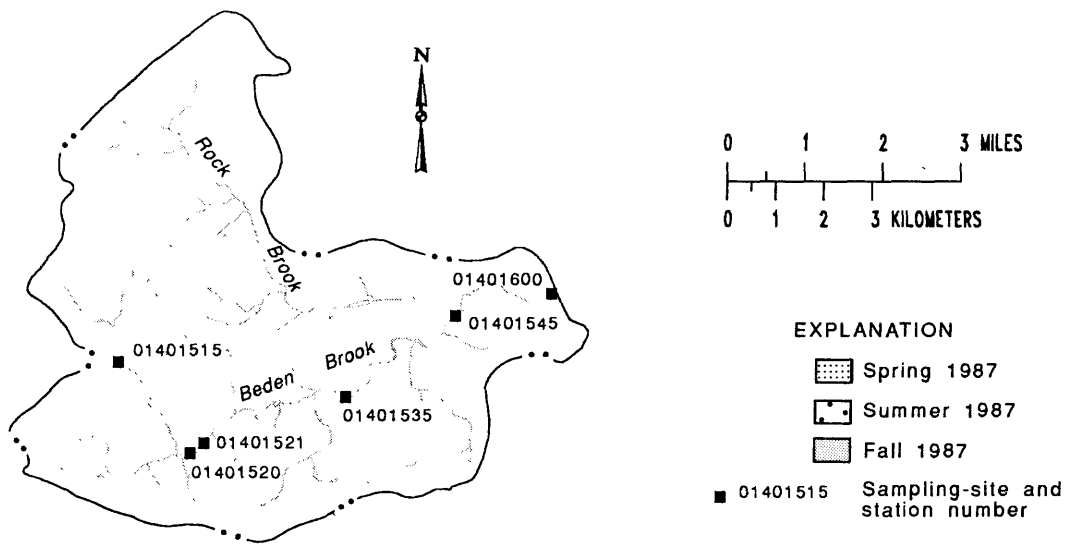 N
Rock
Brook
0 1 2 3 MILES
0 1 2 3 KILOMETERS
01401600
01401545
01401515
Beden Brook
01401535
01401521
01401520
EXPLANATION
Spring 1987
Summer 1987
Fall 1987
01401515 Sampling-site and
station number